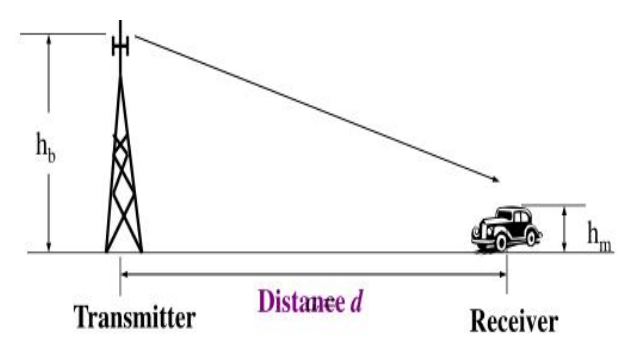 h_b
h_m
Distance d
Transmitter
Receiver